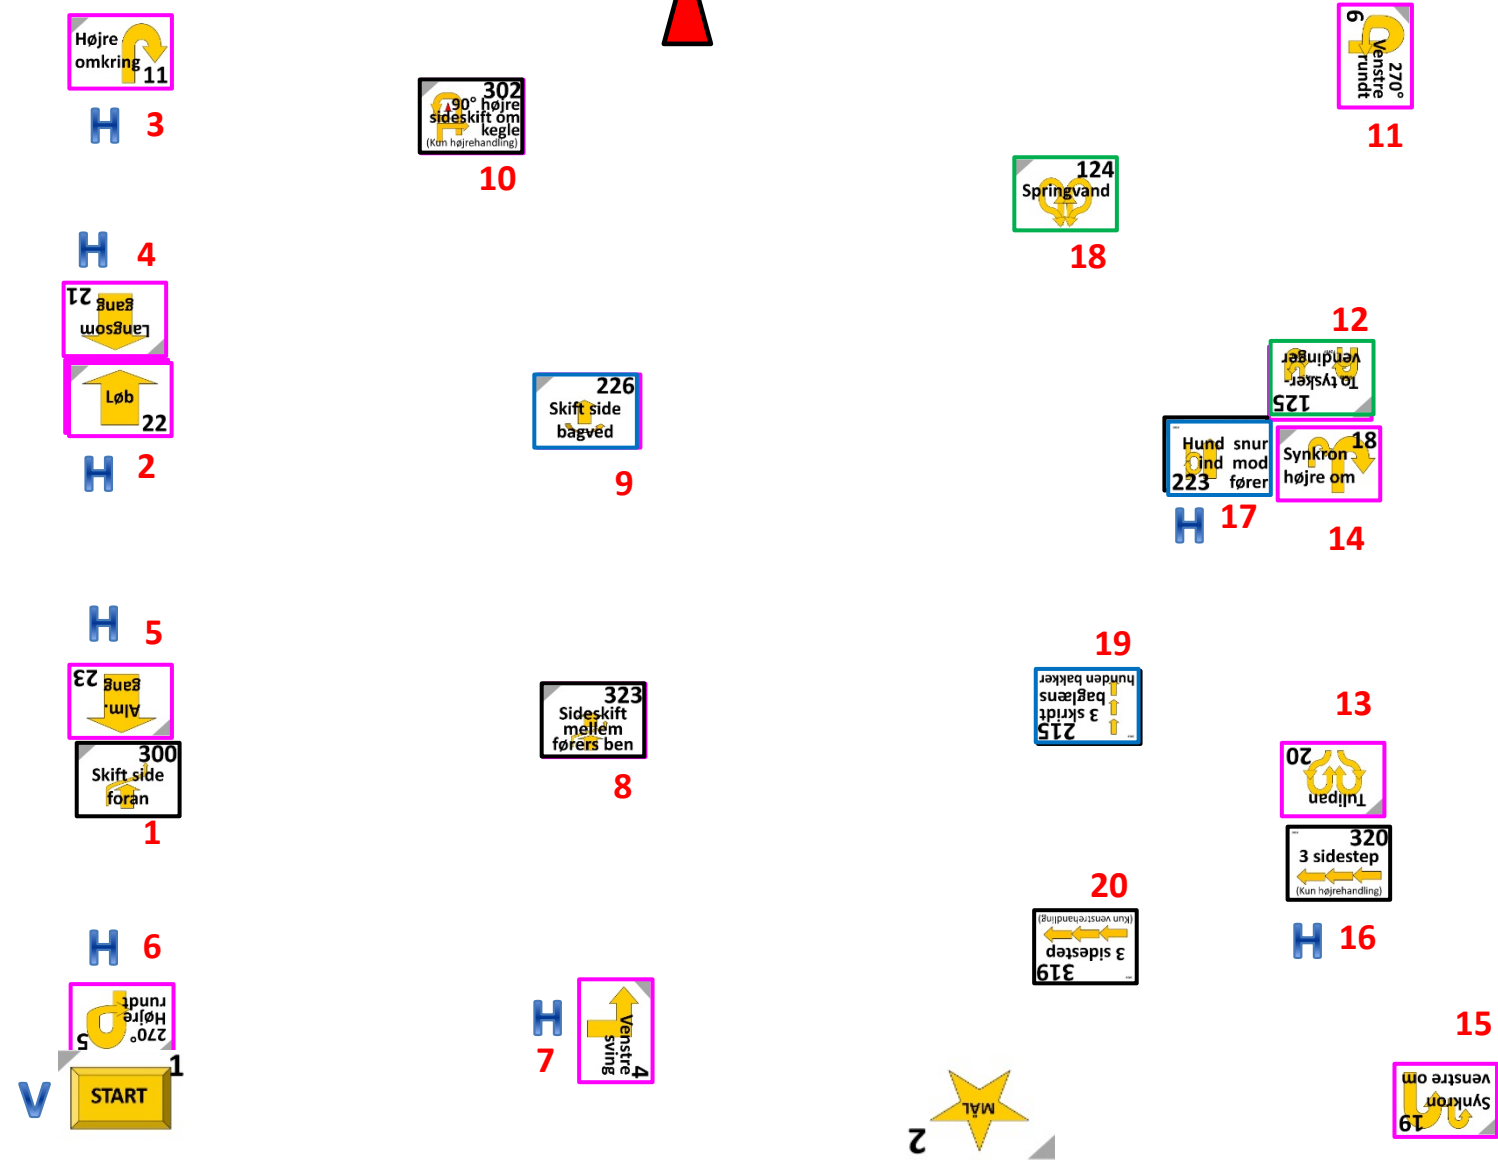 Højre
omkring
11
H 3
302
90° højre
sideskift om
kegle
(Kun højrehandling)
10
6
270°
Venstre
rundt
11
124
Springvand
18
H 4
21
Langsom
gang
Løb
22
H 2
226
Skift side
bagved
9
12
125
To tysker-
vendinger
Hund snur
ind mod
223 fører
H 17
18
Synkron
højre om
14
H 5
23
Alm.
gang
300
Skift side
foran
1
323
Sideskift
mellem
førers ben
8
19
215
3 skridt
baglæns
hunden bakker
13
20
Tulipan
320
3 sidestep
(Kun højrehandling)
H 16
20
319
3 sidestep
(Kun venstrehandling)
H 6
5
270°
Højre
rundt
1
START
V
H
7
4
Venstre
sving
MÅL
2
15
19
Synkron
venstre om